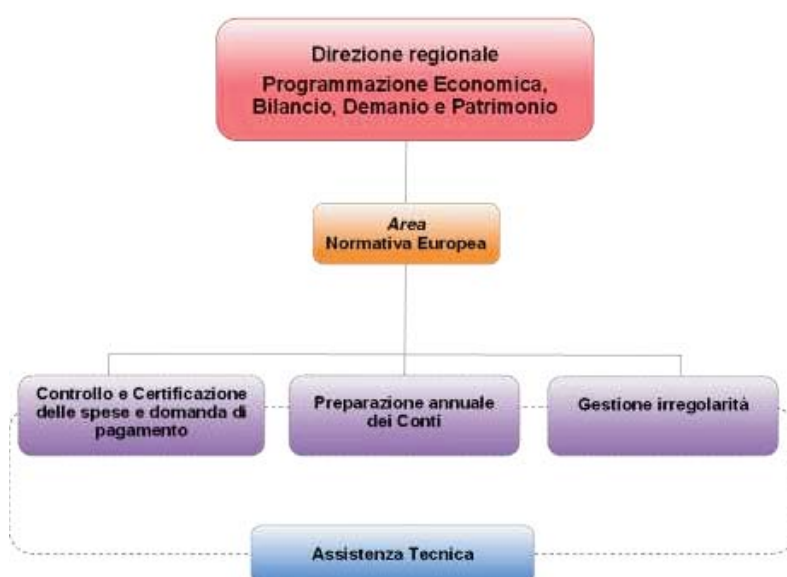 Direzione regionale
Programmazione Economica,
Bilancio, Demanio e Patrimonio
Area
Normativa Europea
Controllo e Certificazione
delle spese e domanda di
pagamento
Preparazione annuale
dei Conti
Gestione irregolarità
Assistenza Tecnica